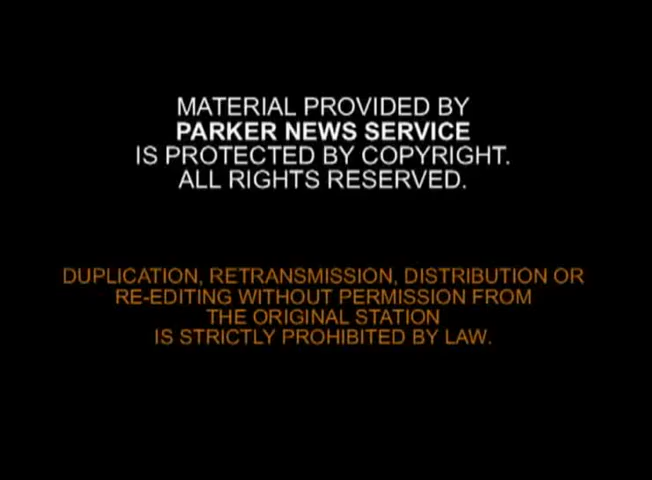 MATERIAL PROVIDED BY
PARKER NEWS SERVICE
IS PROTECTED BY COPYRIGHT.
ALL RIGHTS RESERVED.
DUPLICATION, RETRANSMISSION, DISTRIBUTION OR
RE-EDITING WITHOUT PERMISSION FROM
THE ORIGINAL STATION
IS STRICTLY PROHIBITED BY LAW.